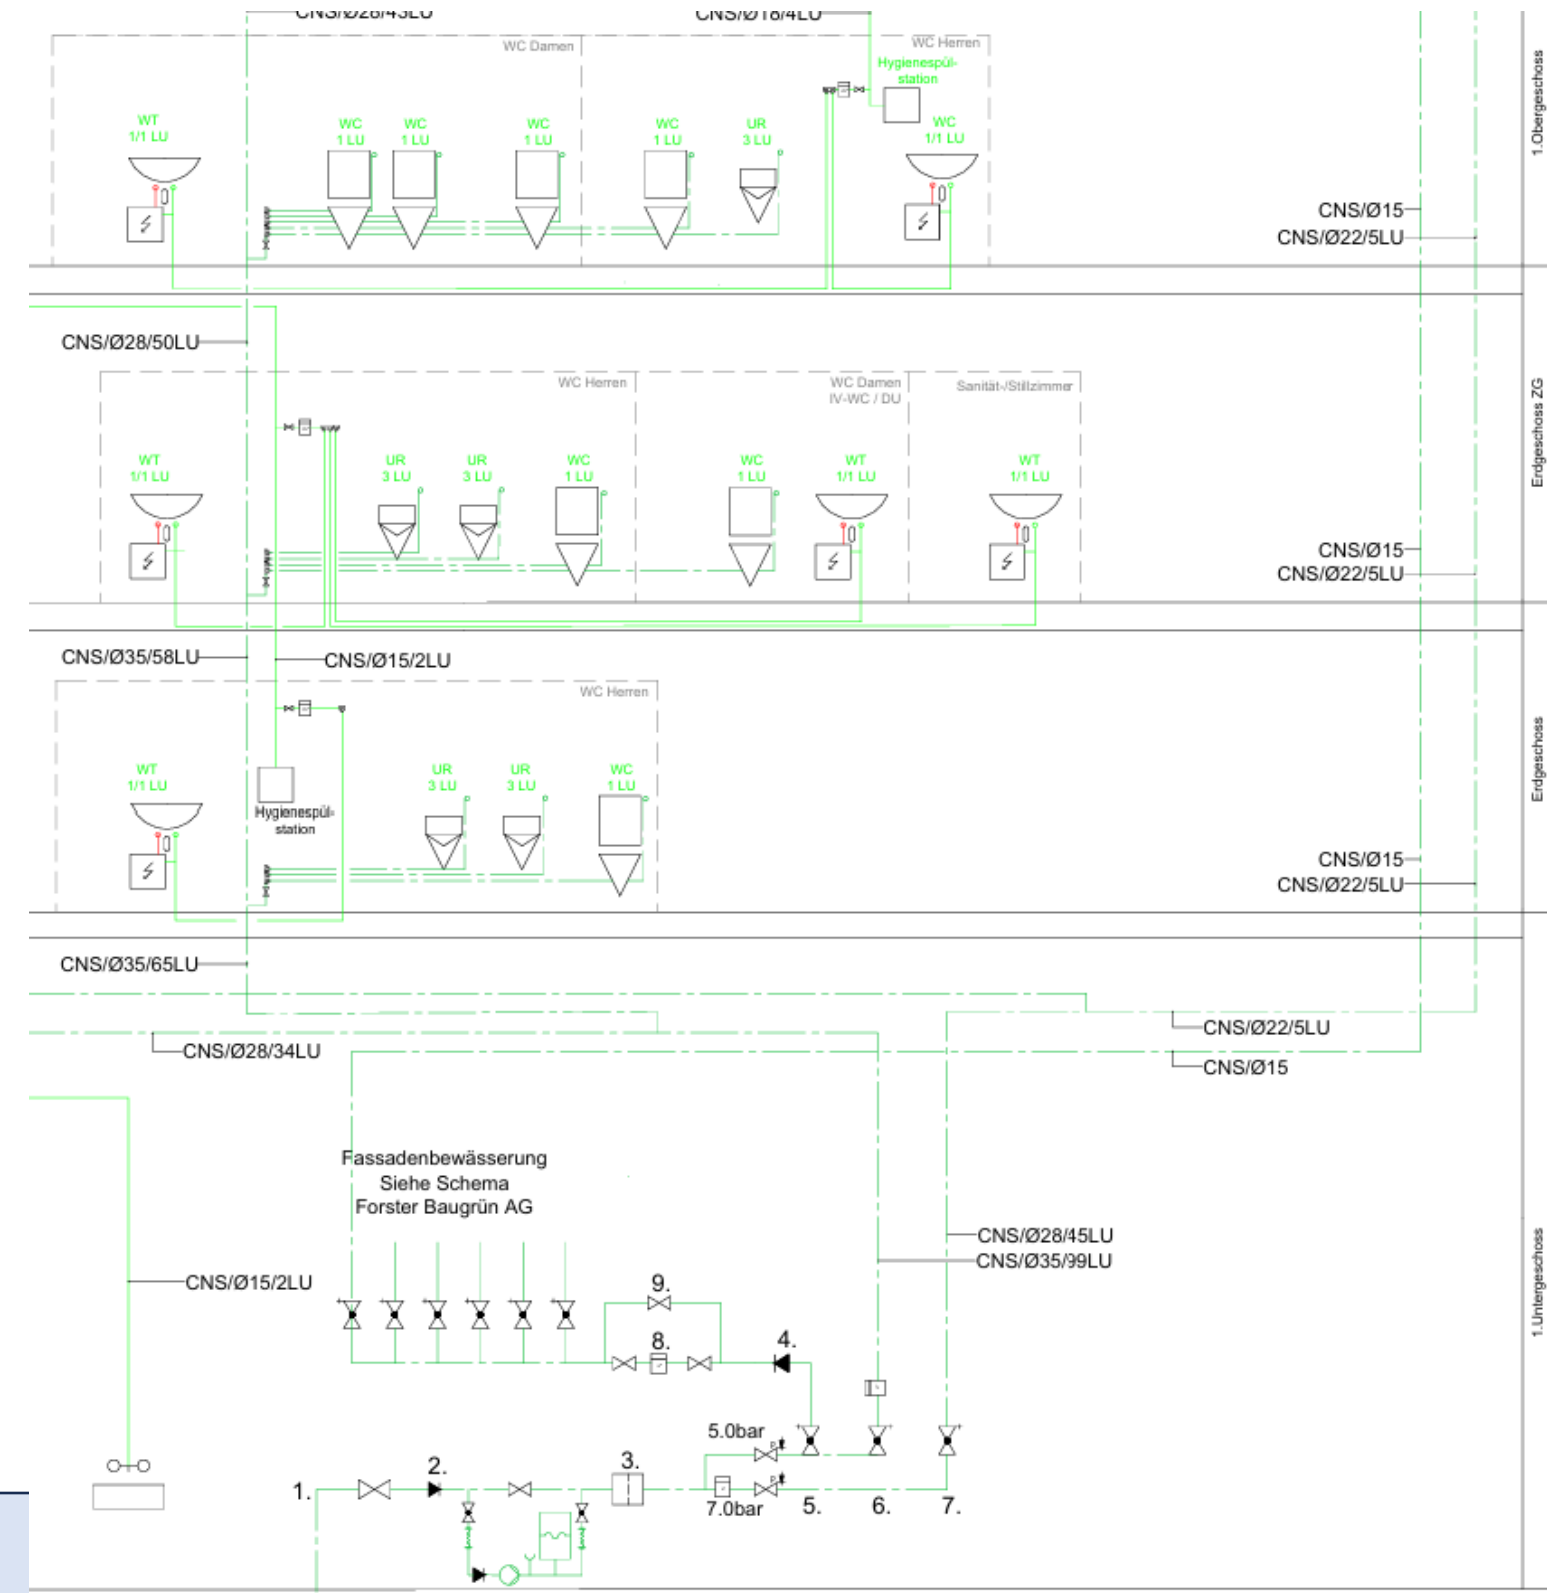 CNS/Ø28/43LU
CNS/Ø18/4LU
WC Damen
WC Herren
Hygienespül-
station
WT
1/1 LU
WC
1 LU
WC
1 LU
WC
1 LU
WC
1 LU
UR
3 LU
WC
1/1 LU
CNS/Ø15
CNS/Ø22/5LU
1.Obergeschoss
CNS/Ø28/50LU
WC Herren
WC Damen
IV-WC / DU
Sanität-/Stillzimmer
WT
1/1 LU
UR
3 LU
UR
3 LU
WC
1 LU
WC
1 LU
WT
1/1 LU
WT
1/1 LU
CNS/Ø15
CNS/Ø22/5LU
Erdgeschoss ZG
CNS/Ø35/58LU
CNS/Ø15/2LU
WC Herren
WT
1/1 LU
Hygienespül-
station
UR
3 LU
UR
3 LU
WC
1 LU
CNS/Ø15
CNS/Ø22/5LU
Erdgeschoss
CNS/Ø35/65LU
CNS/Ø22/5LU
CNS/Ø28/34LU
CNS/Ø15
Fassadenbewässerung
Siehe Schema
Forster Baugrün AG
CNS/Ø28/45LU
CNS/Ø35/99LU
CNS/Ø15/2LU
9.
8.
4.
5.0bar
P
1.
2.
3.
7.0bar
P
5.
6.
7.
1.Untergeschoss